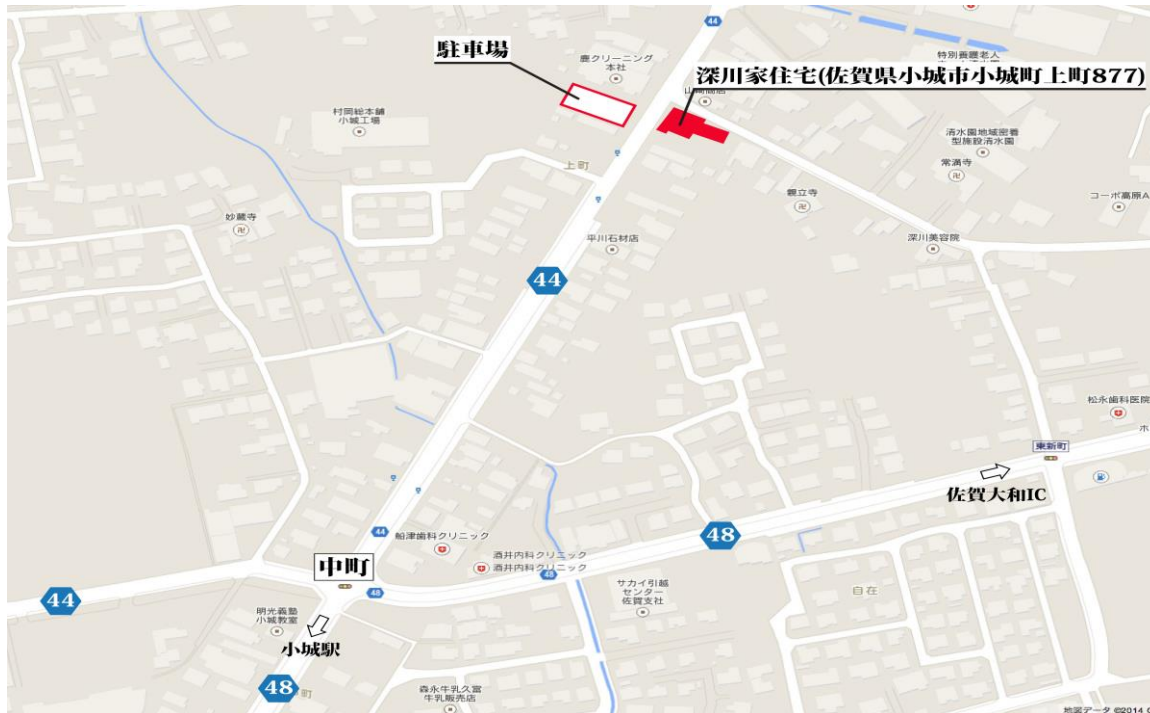 44
駐車場
鹿クリーニング
本社
特別養護老人
深川家住宅(佐賀県小城市小城町上町877)
村岡総本舗
小城工場
清水園地域密着
型施設清水園
上町
常満寺
観立寺
コーポ高原A
妙蔵寺
平川石材店
深川美容院
44
松永歯科医院
東新町
ホ
佐賀大和IC
44
船津歯科クリニック
48
酒井内科クリニック
酒井内科クリニック
中町
48
サカイ引越
センター
佐賀支社
自在
44
48
明光義塾
小城教室
小城駅
48
町
森永牛乳久富
牛乳販売店
地図データ ©2014